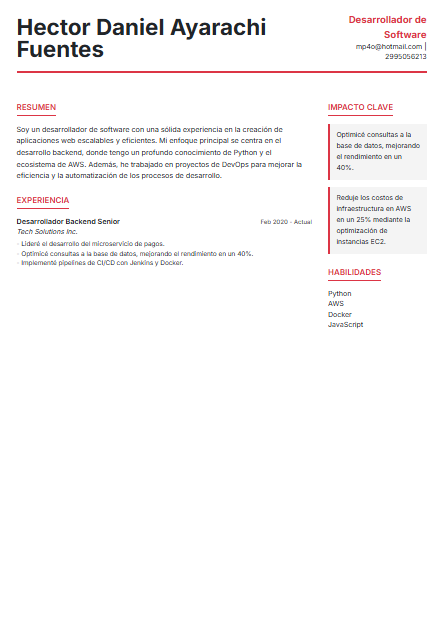 Hector Daniel Ayarachi
Fuentes
Desarrollador de
Software
mp4o@hotmail.com |
2995056213
RESUMEN
Soy un desarrollador de software con una sólida experiencia en la creación de
aplicaciones web escalables y eficientes. Mi enfoque principal se centra en el
desarrollo backend, donde tengo un profundo conocimiento de Python y el
ecosistema de AWS. Además, he trabajado en proyectos de DevOps para mejorar la
eficiencia y la automatización de los procesos de desarrollo.
EXPERIENCIA
Desarrollador Backend Senior
Feb 2020 - Actual
Tech Solutions Inc.
· Lideré el desarrollo del microservicio de pagos.
· Optimicé consultas a la base de datos, mejorando el rendimiento en un 40%.
· Implementé pipelines de CI/CD con Jenkins y Docker.
IMPACTO CLAVE
Optimicé consultas a la
base de datos, mejorando
el rendimiento en un
40%.
Reduje los costos de
infraestructura en AWS
en un 25% mediante la
optimización de
instancias EC2.
HABILIDADES
Python
AWS
Docker
JavaScript